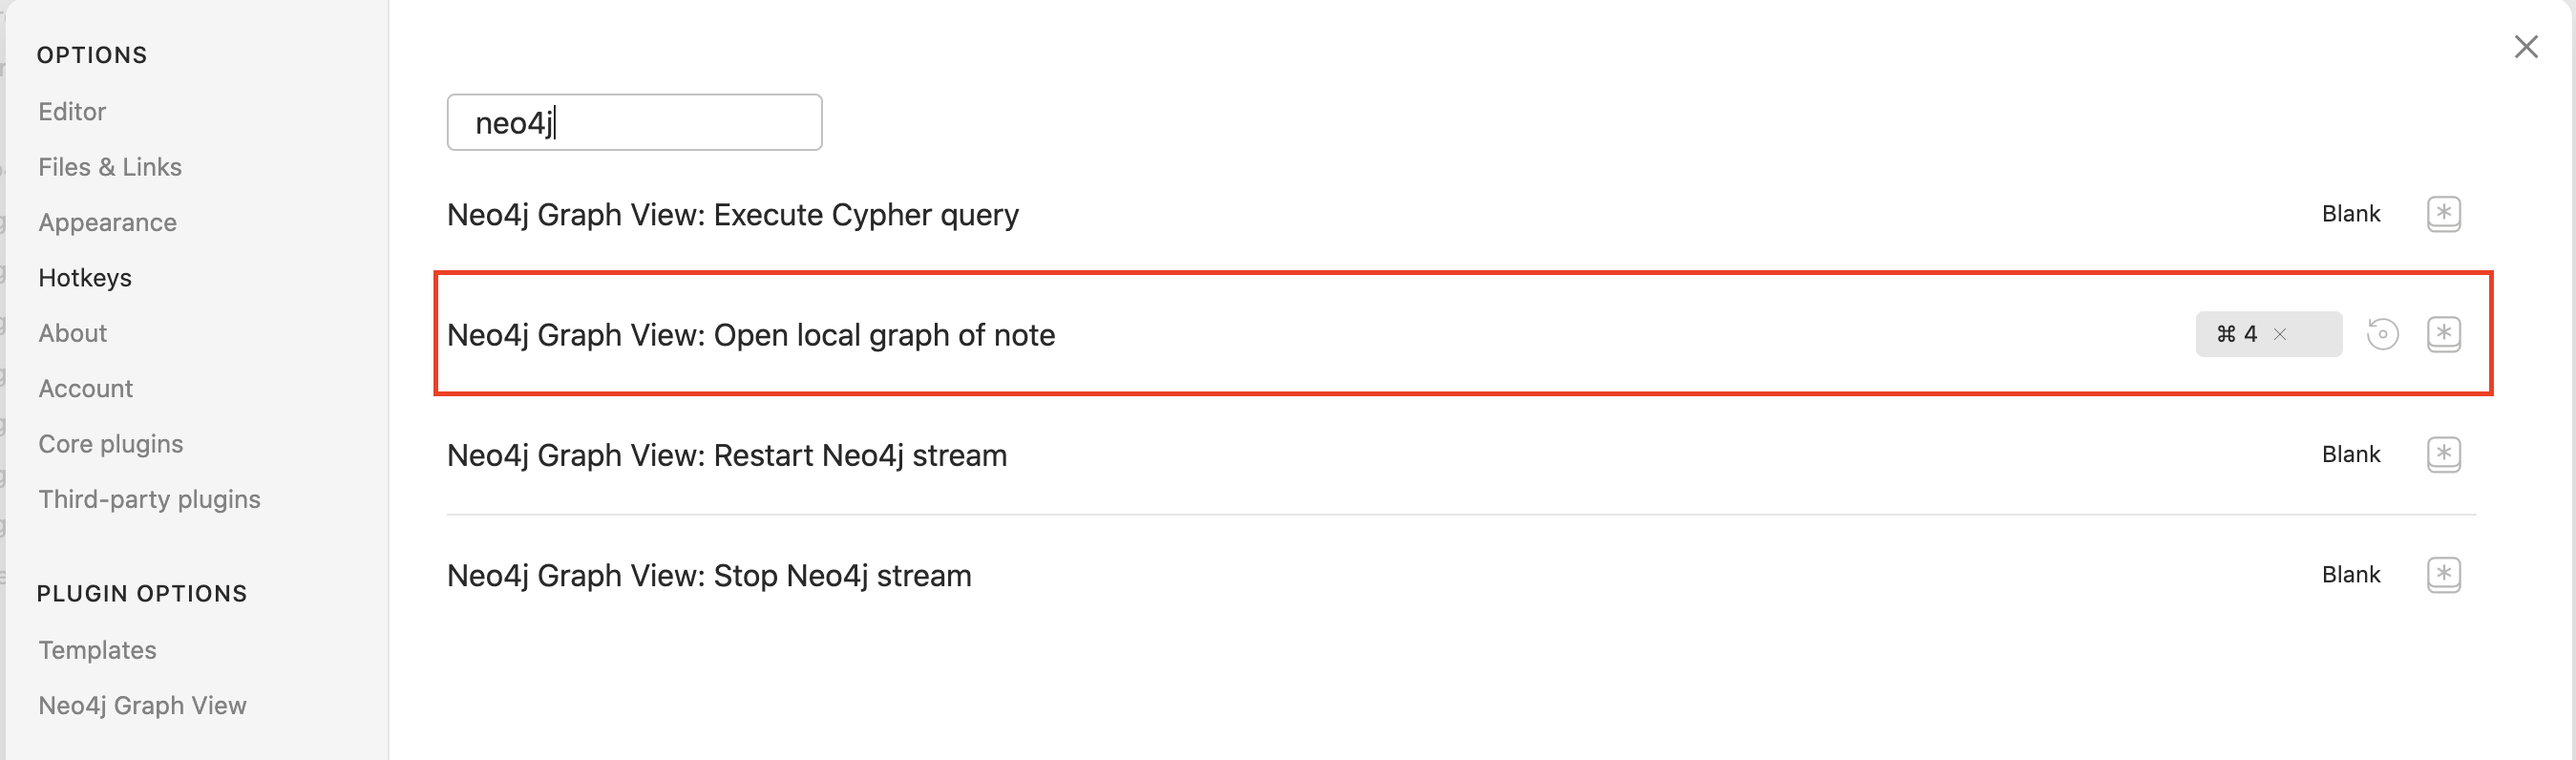 OPTIONS
Editor
Files & Links
Appearance
Hotkeys
About
Account
Core plugins
Third-party plugins
PLUGIN OPTIONS
Templates
Neo4j Graph View
neo4j
Neo4j Graph View: Execute Cypher query
Blank
Neo4j Graph View: Open local graph of note
⌘ 4
Neo4j Graph View: Restart Neo4j stream
Blank
Neo4j Graph View: Stop Neo4j stream
Blank